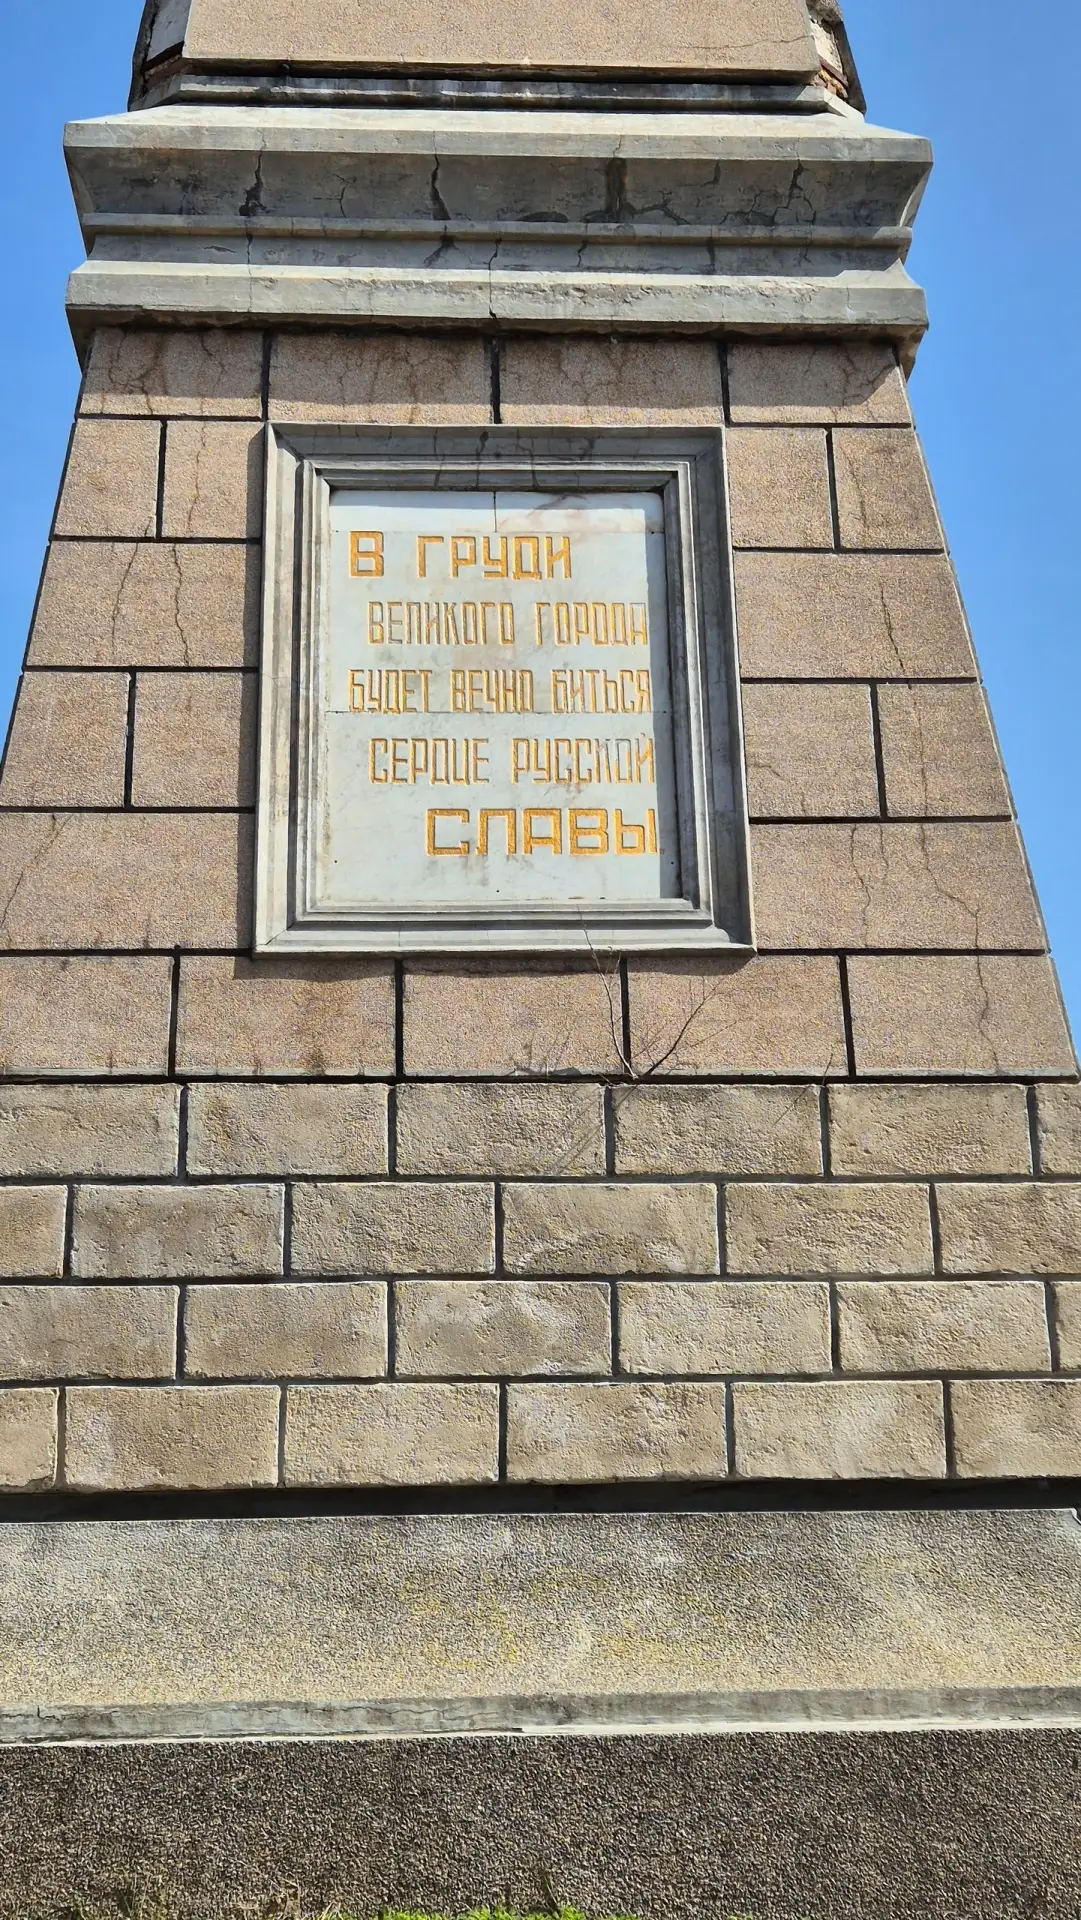 В ГРУДИ
ВЕЛИКОГО ГОРОДА
БУДЕТ ВЕЧНО БИТЬСЯ
СЕРДЦЕ РУССКОЙ
СЛАВЫ